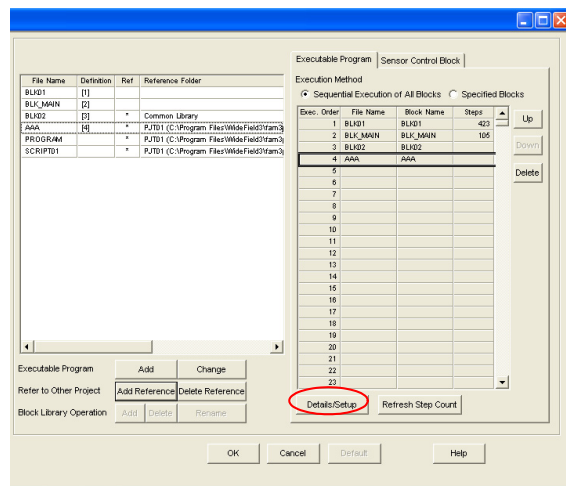 Executable Program Sensor Control Block
Execution Method
Sequential Execution of All Blocks Specified Blocks
File Name Definition Ref Reference Folder
BLK01 [1]
BLK_MAIN [2]
BLK02 [3] * Common Library
AAA [4] * PJT01 (C:\Program Files\WideField3\fam3p
PROGRAM * PJT01 (C:\Program Files\WideField3\fam3p
SCRIPT01 * PJT01 (C:\Program Files\WideField3\fam3p
Exec. Order File Name Block Name Steps
1 BLK01 BLK01 423
2 BLK_MAIN BLK_MAIN 105
3 BLK02 BLK02
4 AAA AAA
5
6
7
8
9
10
11
12
13
14
15
16
17
18
19
20
21
22
23
Up
Down
Delete
Executable Program Add Change
Refer to Other Project Add Reference Delete Reference
Block Library Operation Add Delete Rename
Details/Setup Refresh Step Count
OK Cancel Default Help